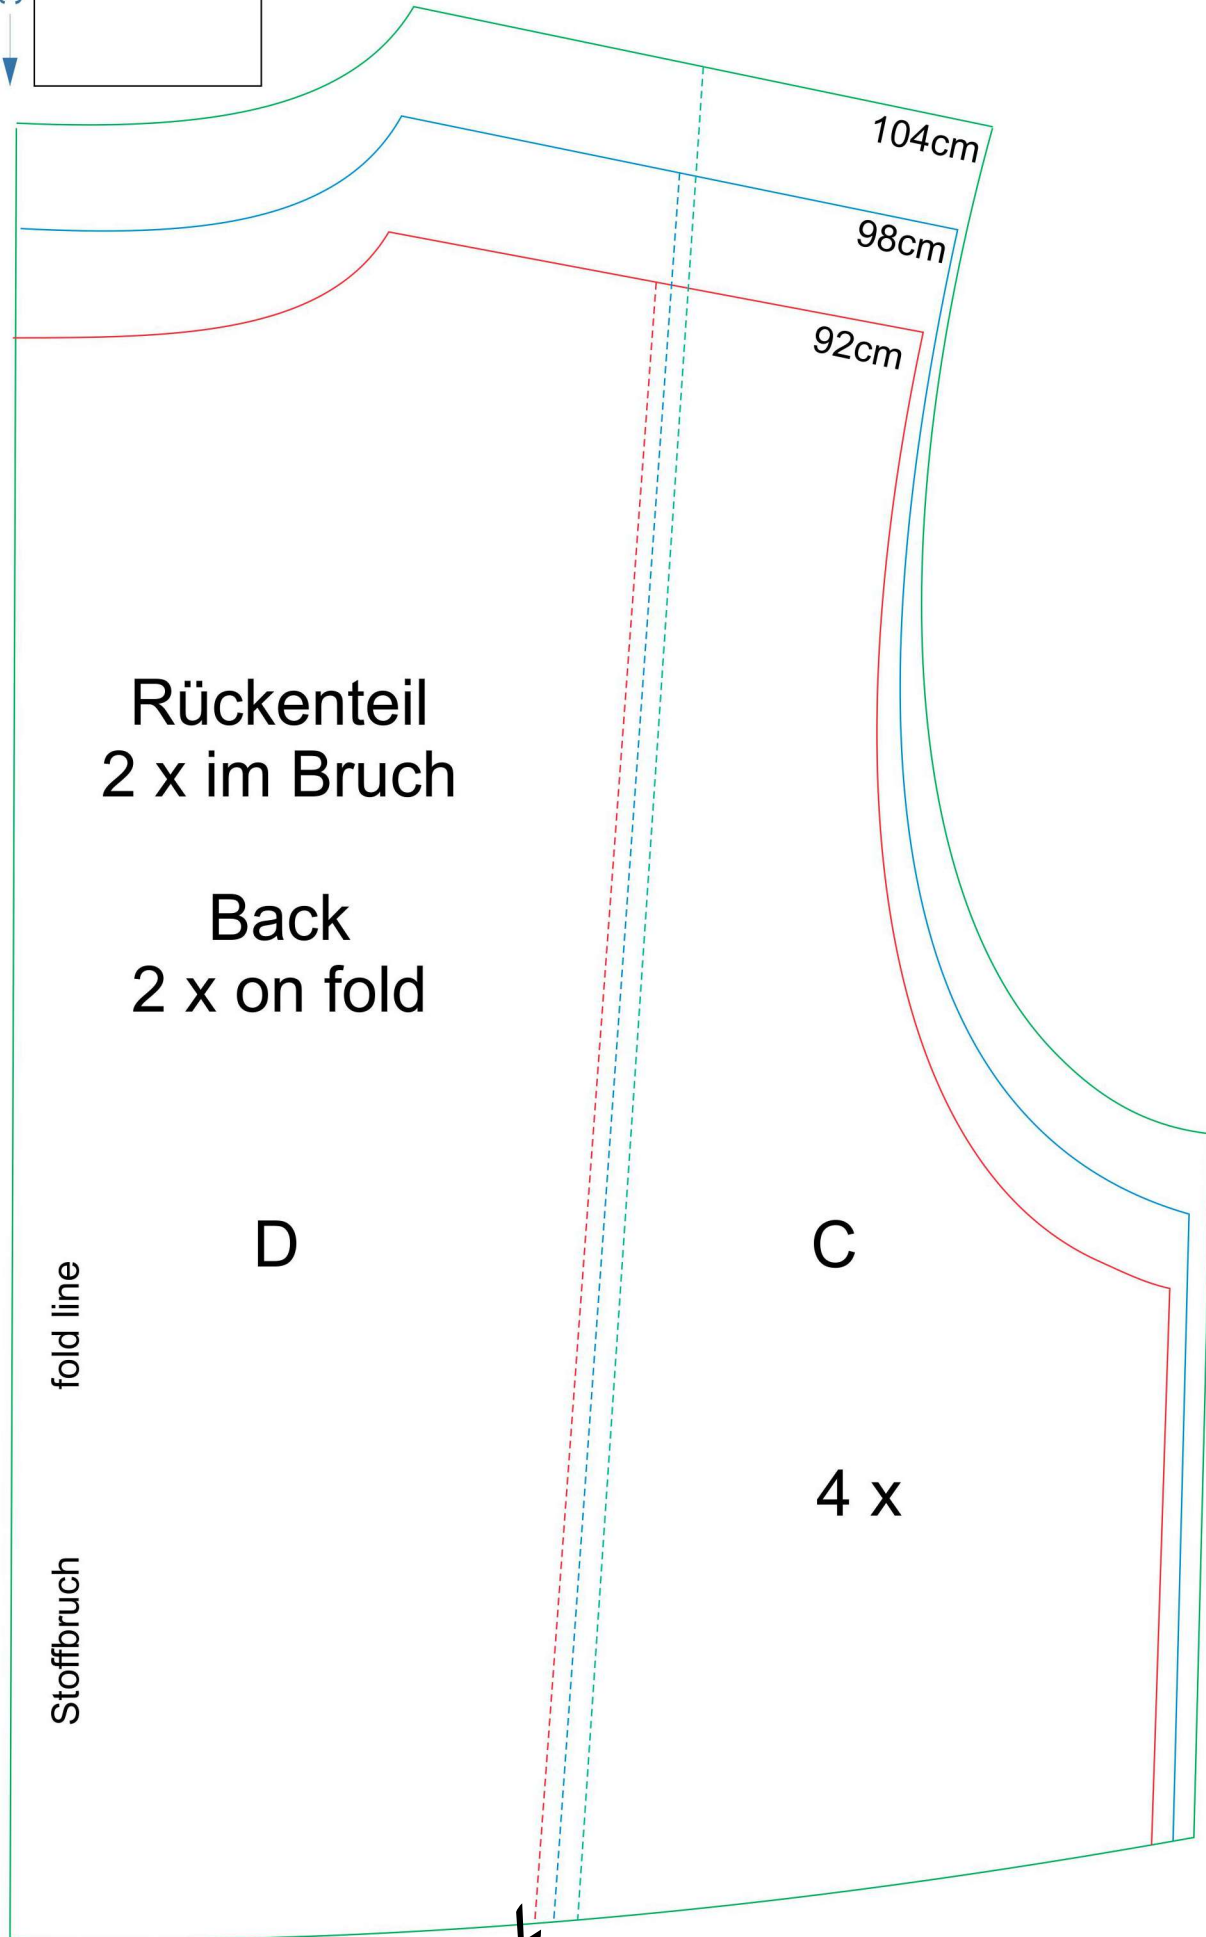 104cm
98cm
92cm
Rückenteil
2 x im Bruch
Back
2 x on fold
D
C
fold line
4 x
Stoffbruch